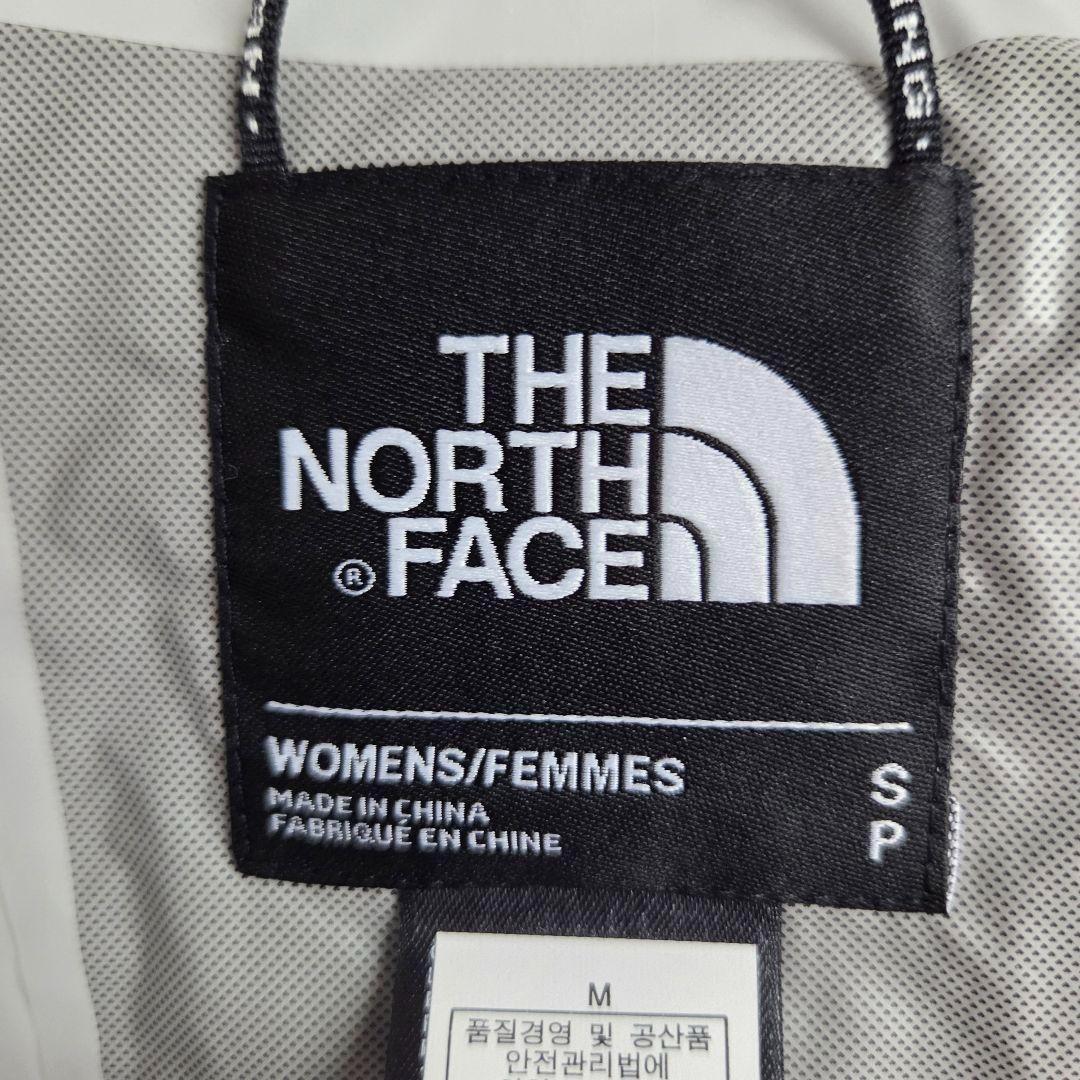 THE
NORTH
® FACE
WOMENS/FEMMES S
MADE IN CHINA
FABRIQUÉ EN CHINE P
M
품질경영 및 공산품
안전관리법에